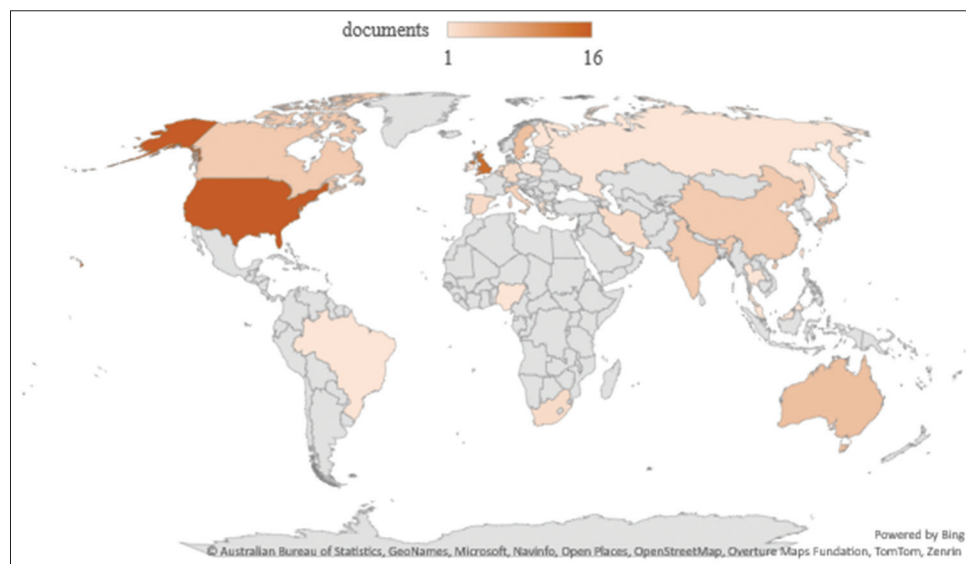 documents
1 16
Powered by Bing
© Australian Bureau of Statistics, GeoNames, Microsoft, Navinfo, Open Places, OpenStreetMap, Overture Maps Fundation, TomTom, Zenrin